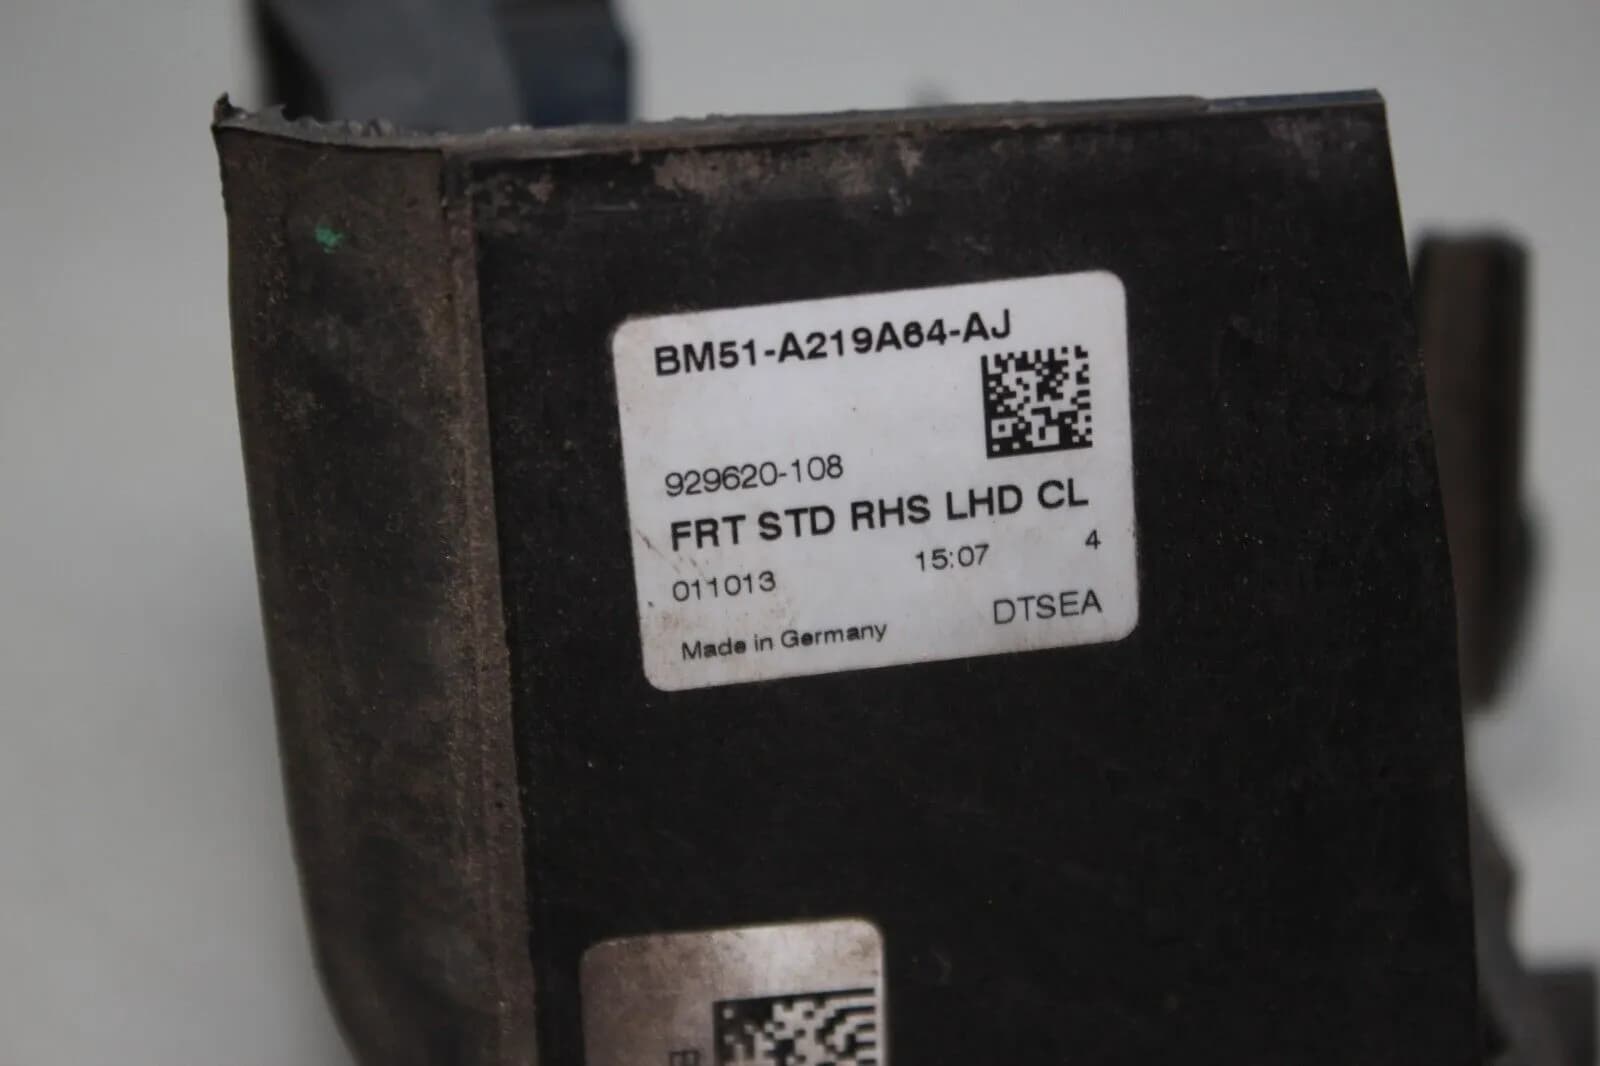 BM51-A219A64-AJ
929620-108
FRT STD RHS LHD CL
011013 15:07 4
Made in Germany DTSEA